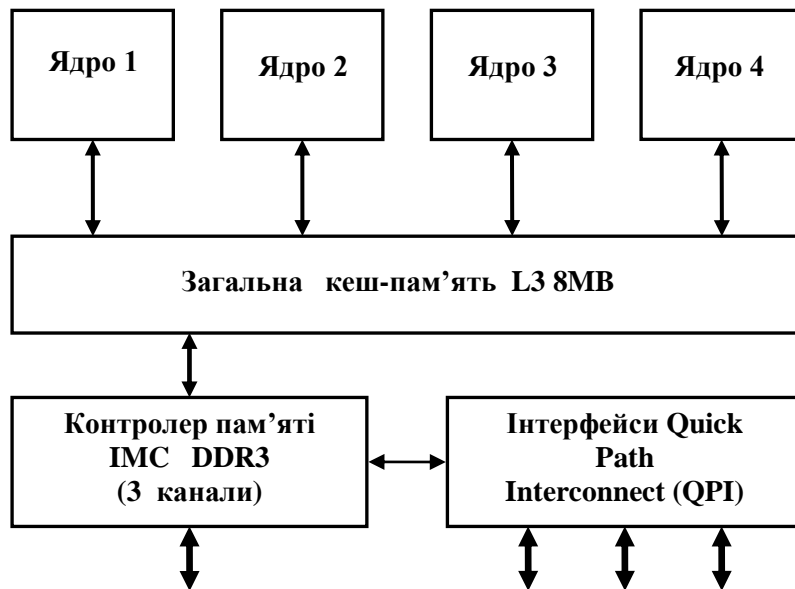 Ядро 1
Ядро 2
Ядро 3
Ядро 4
Загальна кеш-пам’ять L3 8MB
Контролер пам’яті
IMC DDR3
(3 канали)
Інтерфейси Quick
Path
Interconnect (QPI)